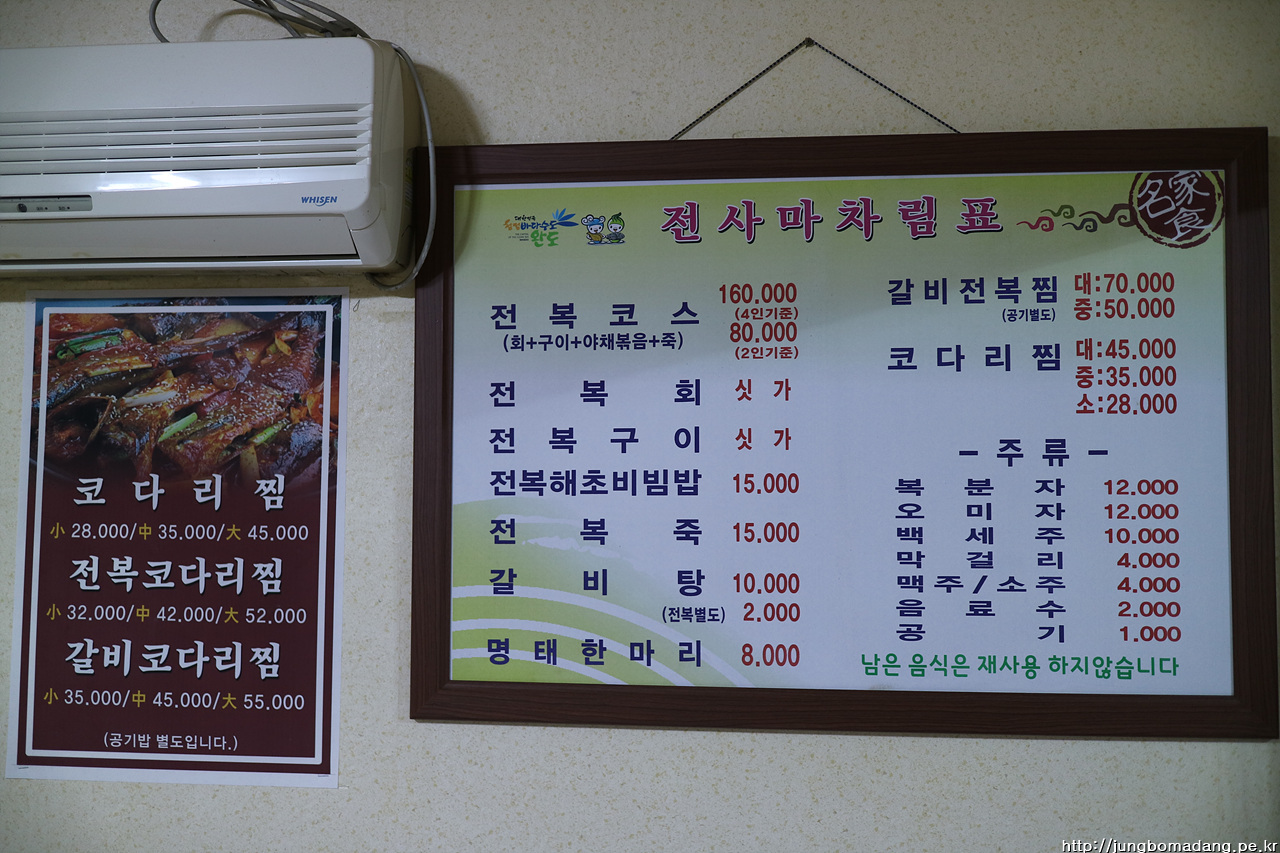 WHISEN
코다리찜
小 28.000/中 35.000/大 45.000
전복코다리찜
小 32.000/中 42.000/大 52.000
갈비코다리찜
小 35.000/中 45.000/大 55.000
(공기밥 별도입니다.)
대한민국
청정바다수도
완도
전사마차림표
名家食
전복코스 160.000
(4인기준)
(회+구이+야채볶음+죽) 80.000
(2인기준)
전복회 싯가
전복구이 싯가
전복해초비빔밥 15.000
전복죽 15.000
갈비탕 10.000
(전복별도) 2.000
명태한마리 8.000
갈비전복찜 대:70.000
(공기별도) 중:50.000
코다리찜 대:45.000
중:35.000
소:28.000
- 주류 -
복분자 12.000
오미자 12.000
백세주 10.000
막걸리 4.000
맥주/소주 4.000
음료수 2.000
공기 1.000
남은 음식은 재사용 하지않습니다
http://jungbomadang.pe.kr